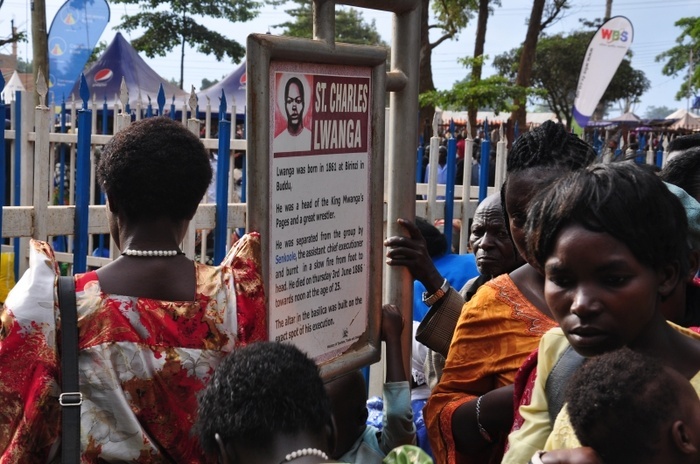 pepsi
WBS
ST. CHARLES
LWANGA
Lwanga was born in 1861 at Birinzi in
Buddu.
He was a head of the King Mwanga's
Pages and a great wrestler.
He was separated from the group by
Senkoole, the assistant chief executioner
and burnt in a slow fire from foot to
head. He died on thursday 3rd June 1886
towards noon at the age of 25.
The altar in the basilica was built on the
exact spot of his execution.